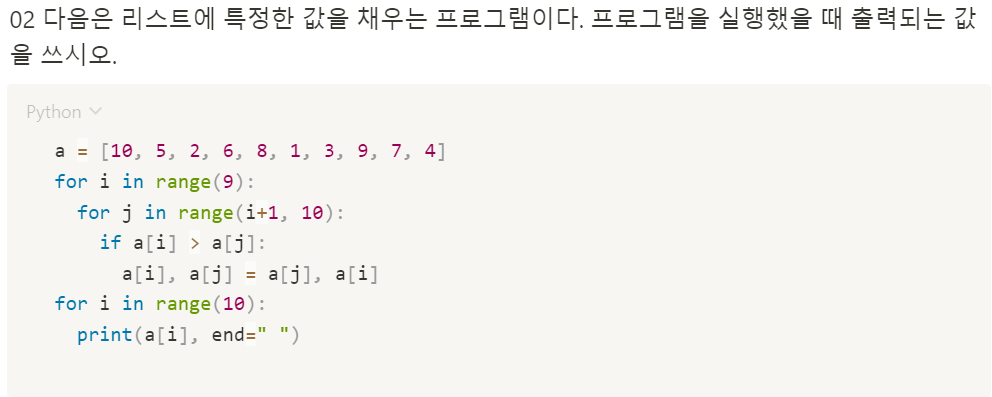 02 다음은 리스트에 특정한 값을 채우는 프로그램이다. 프로그램을 실행했을 때 출력되는 값
을 쓰시오.
Python
a = [10, 5, 2, 6, 8, 1, 3, 9, 7, 4]
for i in range(9):
  for j in range(i+1, 10):
    if a[i] > a[j]:
      a[i], a[j] = a[j], a[i]
for i in range(10):
  print(a[i], end=" ")